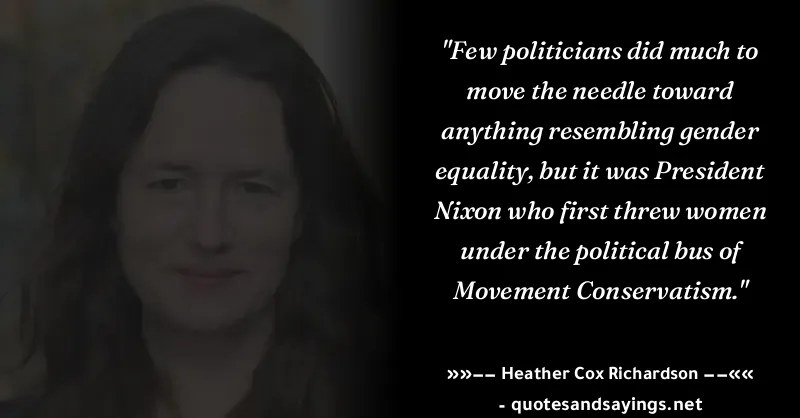 "Few politicians did much to
move the needle toward
anything resembling gender
equality, but it was President
Nixon who first threw women
under the political bus of
Movement Conservatism."
»»−− Heather Cox Richardson −−««
- quotesandsayings.net